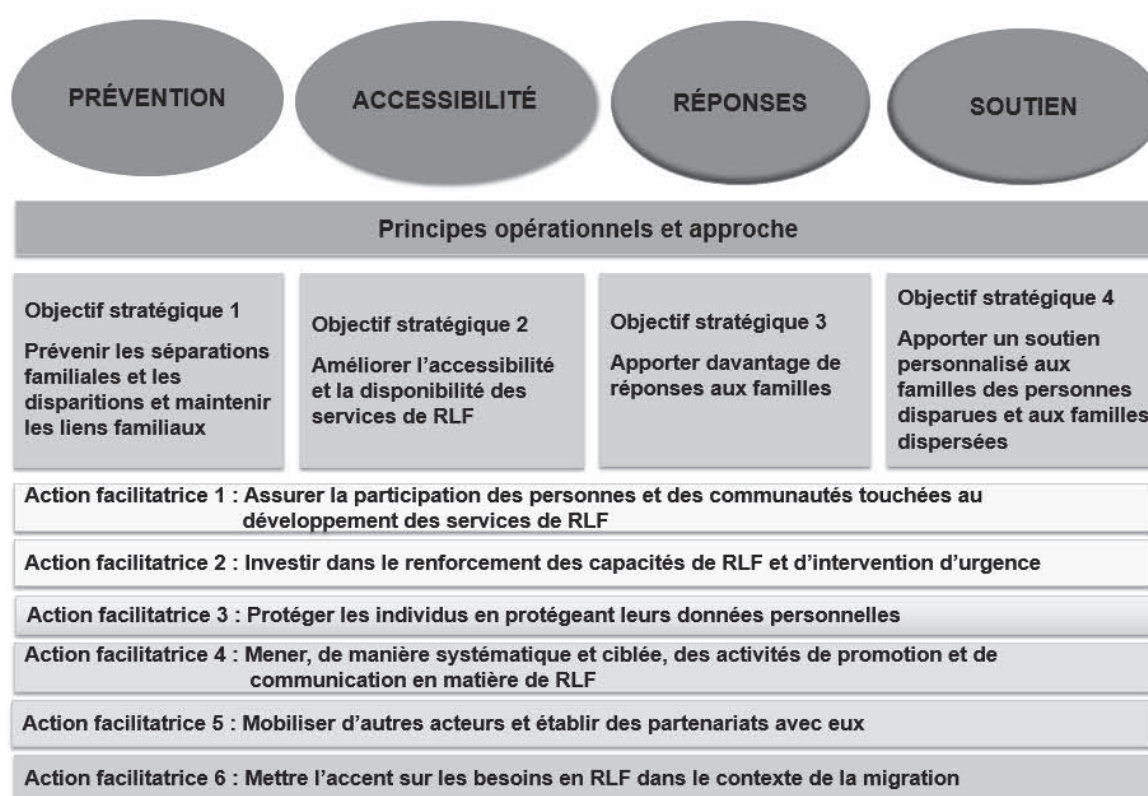 PRÉVENTION
ACCESSIBILITÉ
RÉPONSES
SOUTIEN
Principes opérationnels et approche
Objectif stratégique 1
Prévenir les séparations
familiales et les
disparitions et maintenir
les liens familiaux
Objectif stratégique 2
Améliorer l’accessibilité
et la disponibilité des
services de RLF
Objectif stratégique 3
Apporter davantage de
réponses aux familles
Objectif stratégique 4
Apporter un soutien
personnalisé aux
familles des personnes
disparues et aux familles
dispersées
Action facilitatrice 1 : Assurer la participation des personnes et des communautés touchées au
développement des services de RLF
Action facilitatrice 2 : Investir dans le renforcement des capacités de RLF et d’intervention d’urgence
Action facilitatrice 3 : Protéger les individus en protégeant leurs données personnelles
Action facilitatrice 4 : Mener, de manière systématique et ciblée, des activités de promotion et de
communication en matière de RLF
Action facilitatrice 5 : Mobiliser d’autres acteurs et établir des partenariats avec eux
Action facilitatrice 6 : Mettre l’accent sur les besoins en RLF dans le contexte de la migration